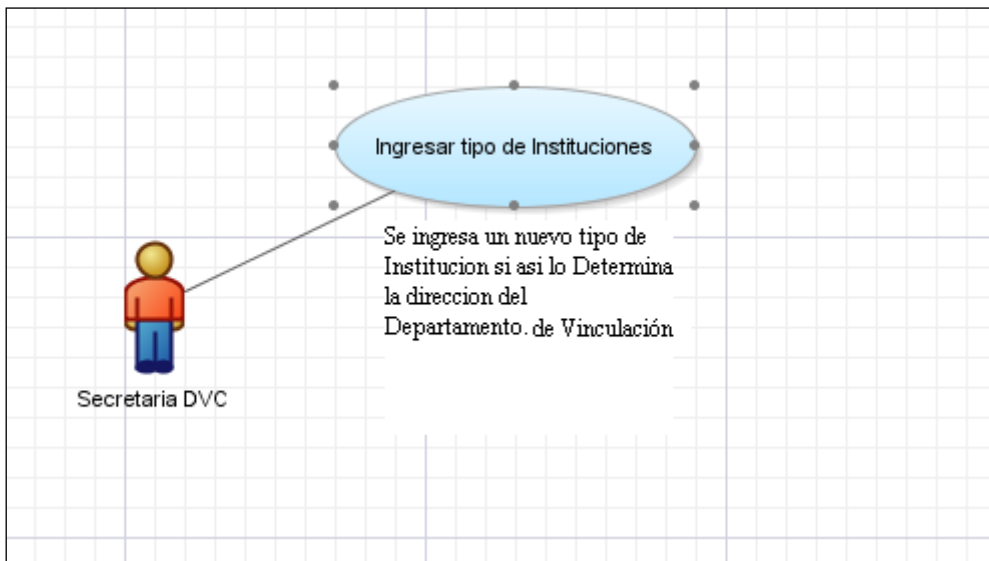 Ingresar tipo de Instituciones
Se ingresa un nuevo tipo de
Institucion si asi lo Determina
la direccion del
Departamento. de Vinculación
Secretaria DVC